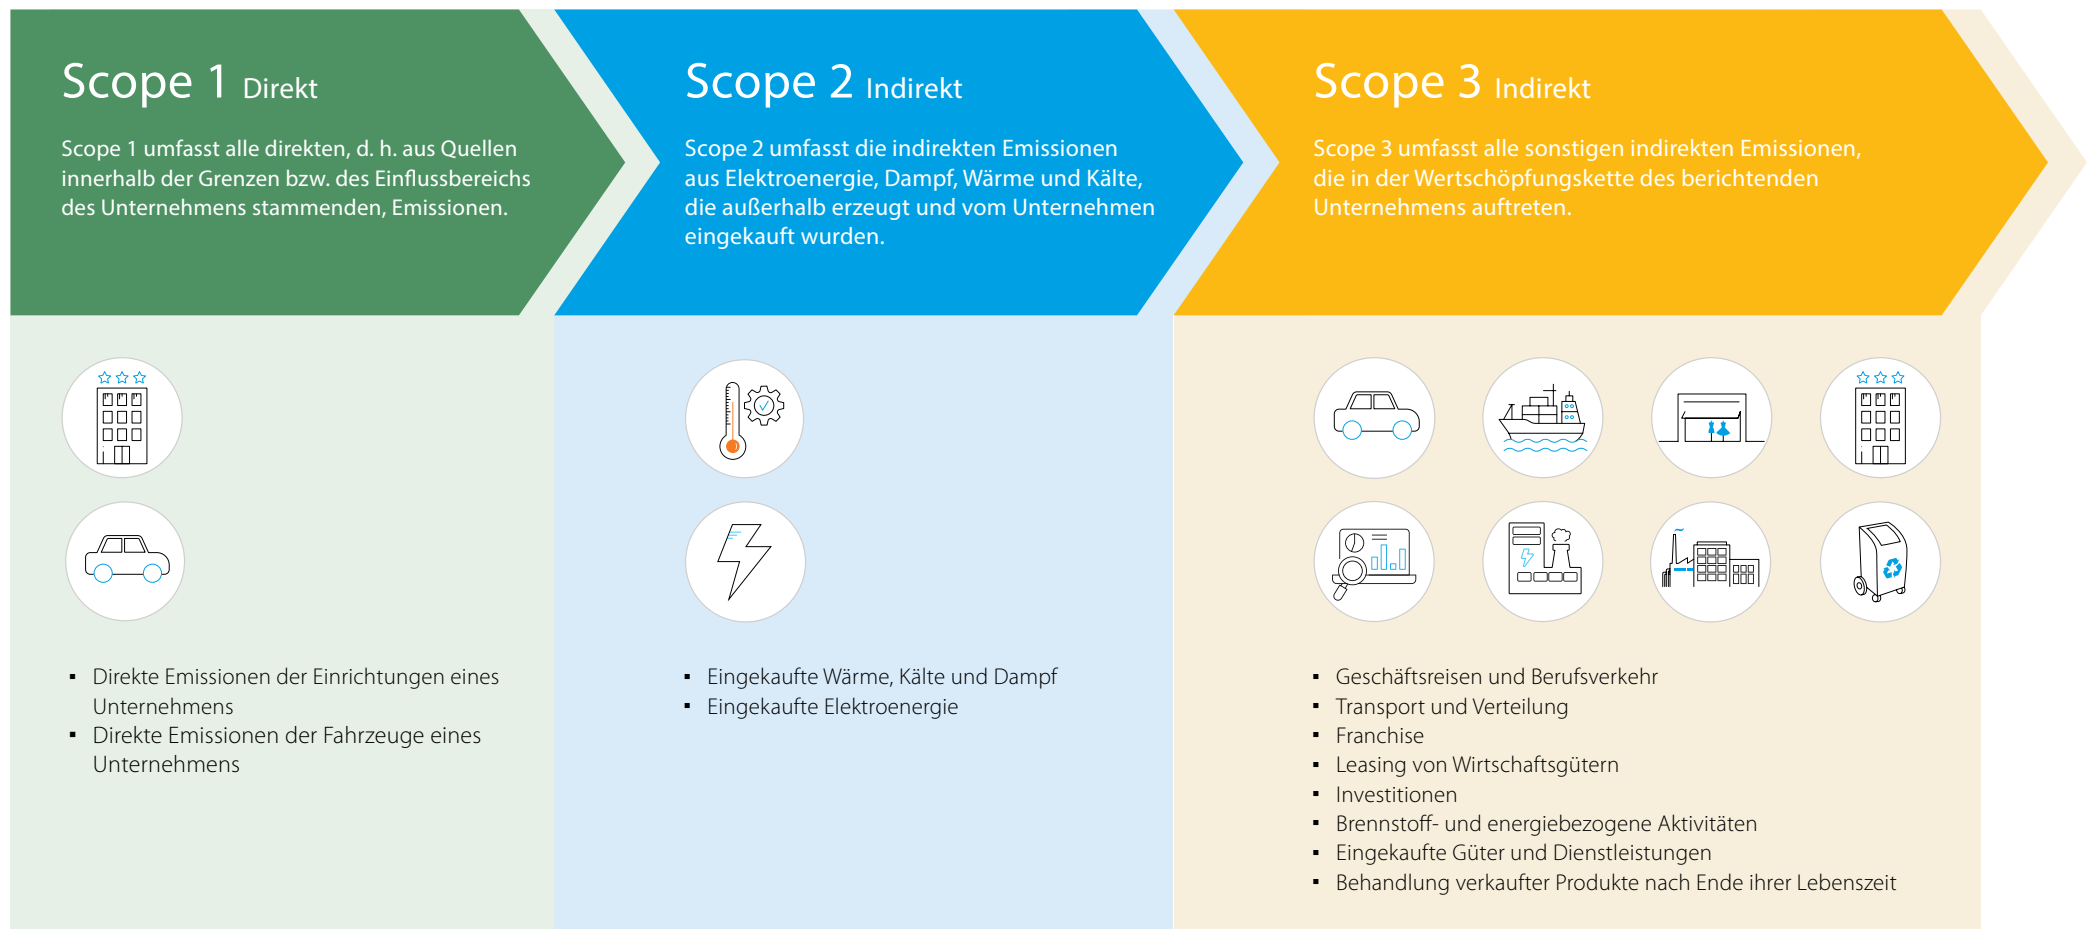 Scope 1 Direkt
Scope 1 umfasst alle direkten, d. h. aus Quellen
innerhalb der Grenzen bzw. des Einflussbereichs
des Unternehmens stammenden, Emissionen.
▪ Direkte Emissionen der Einrichtungen eines
Unternehmens
▪ Direkte Emissionen der Fahrzeuge eines
Unternehmens
Scope 2 Indirekt
Scope 2 umfasst die indirekten Emissionen
aus Elektroenergie, Dampf, Wärme und Kälte,
die außerhalb erzeugt und vom Unternehmen
eingekauft wurden.
▪ Eingekaufte Wärme, Kälte und Dampf
▪ Eingekaufte Elektroenergie
Scope 3 Indirekt
Scope 3 umfasst alle sonstigen indirekten Emissionen,
die in der Wertschöpfungskette des berichtenden
Unternehmens auftreten.
▪ Geschäftsreisen und Berufsverkehr
▪ Transport und Verteilung
▪ Franchise
▪ Leasing von Wirtschaftsgütern
▪ Investitionen
▪ Brennstoff- und energiebezogene Aktivitäten
▪ Eingekaufte Güter und Dienstleistungen
▪ Behandlung verkaufter Produkte nach Ende ihrer Lebenszeit